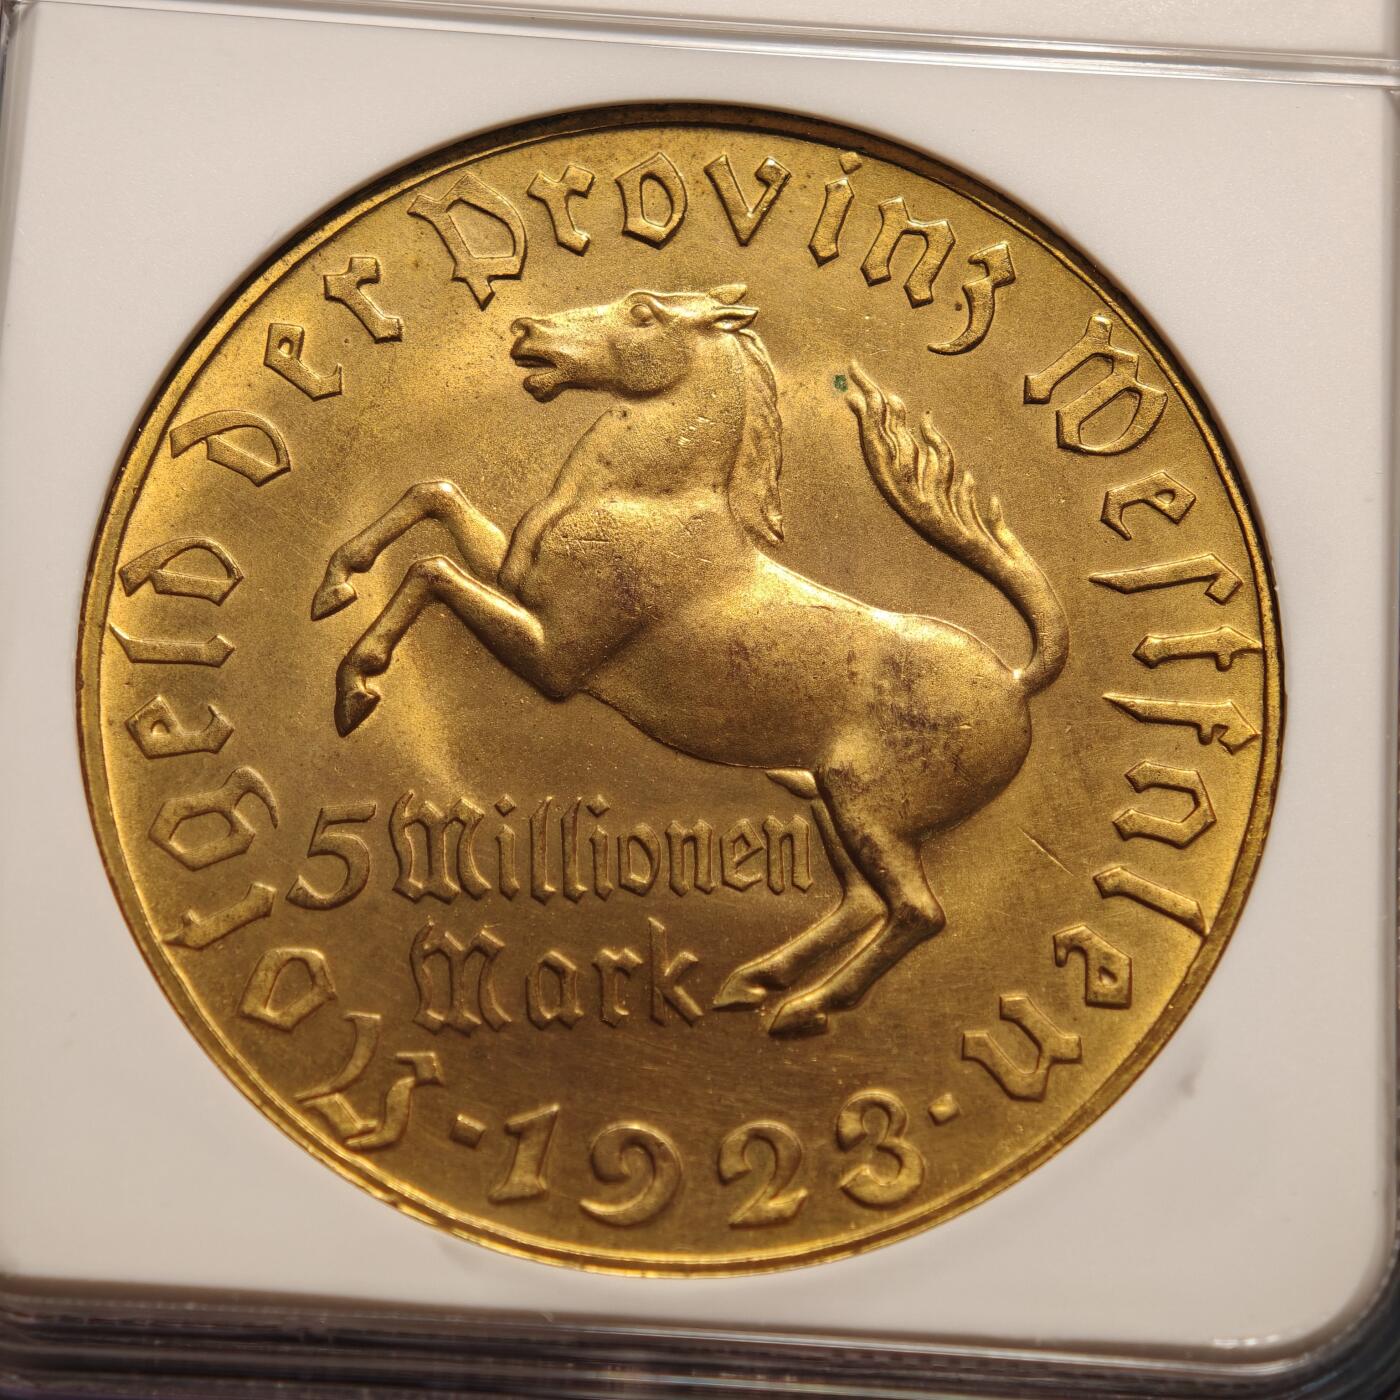 Notgeld der Provinz Westfalen
5 Millionen
Mark
· 1923 ·